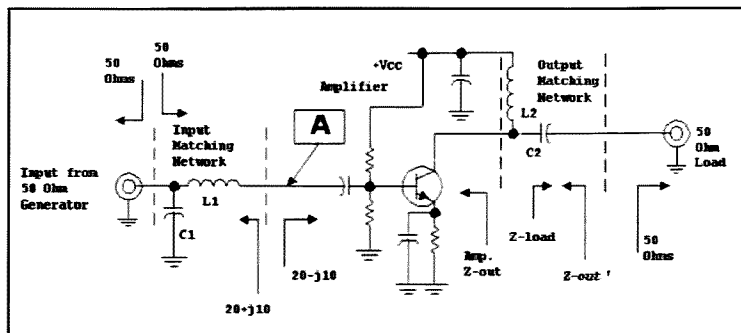 50
Ohms
50
Ohms
+Vcc
Amplifier
Output
Matching
Network
Input
Matching
Network
A
L2
C2
50
Ohm
Load
Input from
50 Ohm
Generator
L1
C1
20+j10
20-j10
Amp.
Z-out
Z-load
Z-out'
50
Ohms